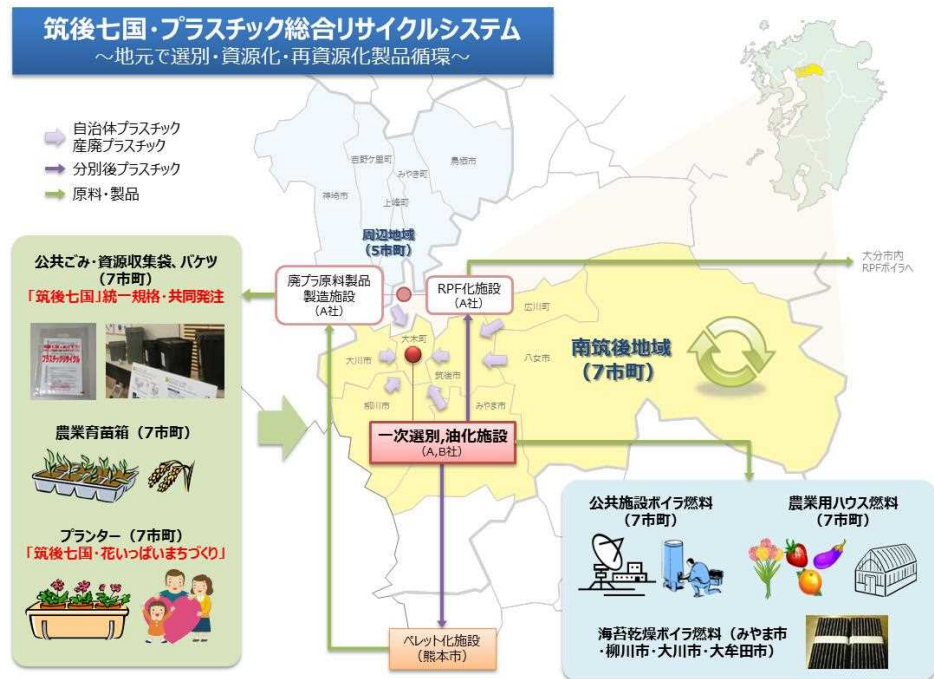 筑後七国・プラスチック総合リサイクルシステム
～地元で選別・資源化・再資源化製品循環～
自治体プラスチック
産廃プラスチック
分別後プラスチック
原料・製品
吉野ヶ里町
鳥栖市
みやき町
神崎市
上峰町
周辺地域
(5市町)
大分市内
RPFボイラへ
公共ごみ・資源収集袋、バケツ
(7市町)
「筑後七国」統一規格・共同発注
プラスチックリサイクル
廃プラ原料製品
製造施設
(A社)
RPF化施設
(A社)
広川町
大木町
大川市
筑後市
八女市
柳川市
みやま市
南筑後地域
(7市町)
一次選別,油化施設
(A,B社)
農業育苗箱（7市町）
プランター（7市町）
「筑後七国・花いっぱいまちづくり」
ペレット化施設
（熊本市）
公共施設ボイラ燃料
（7市町）
農業用ハウス燃料
（7市町）
海苔乾燥ボイラ燃料（みやま市
・柳川市・大川市・大牟田市）